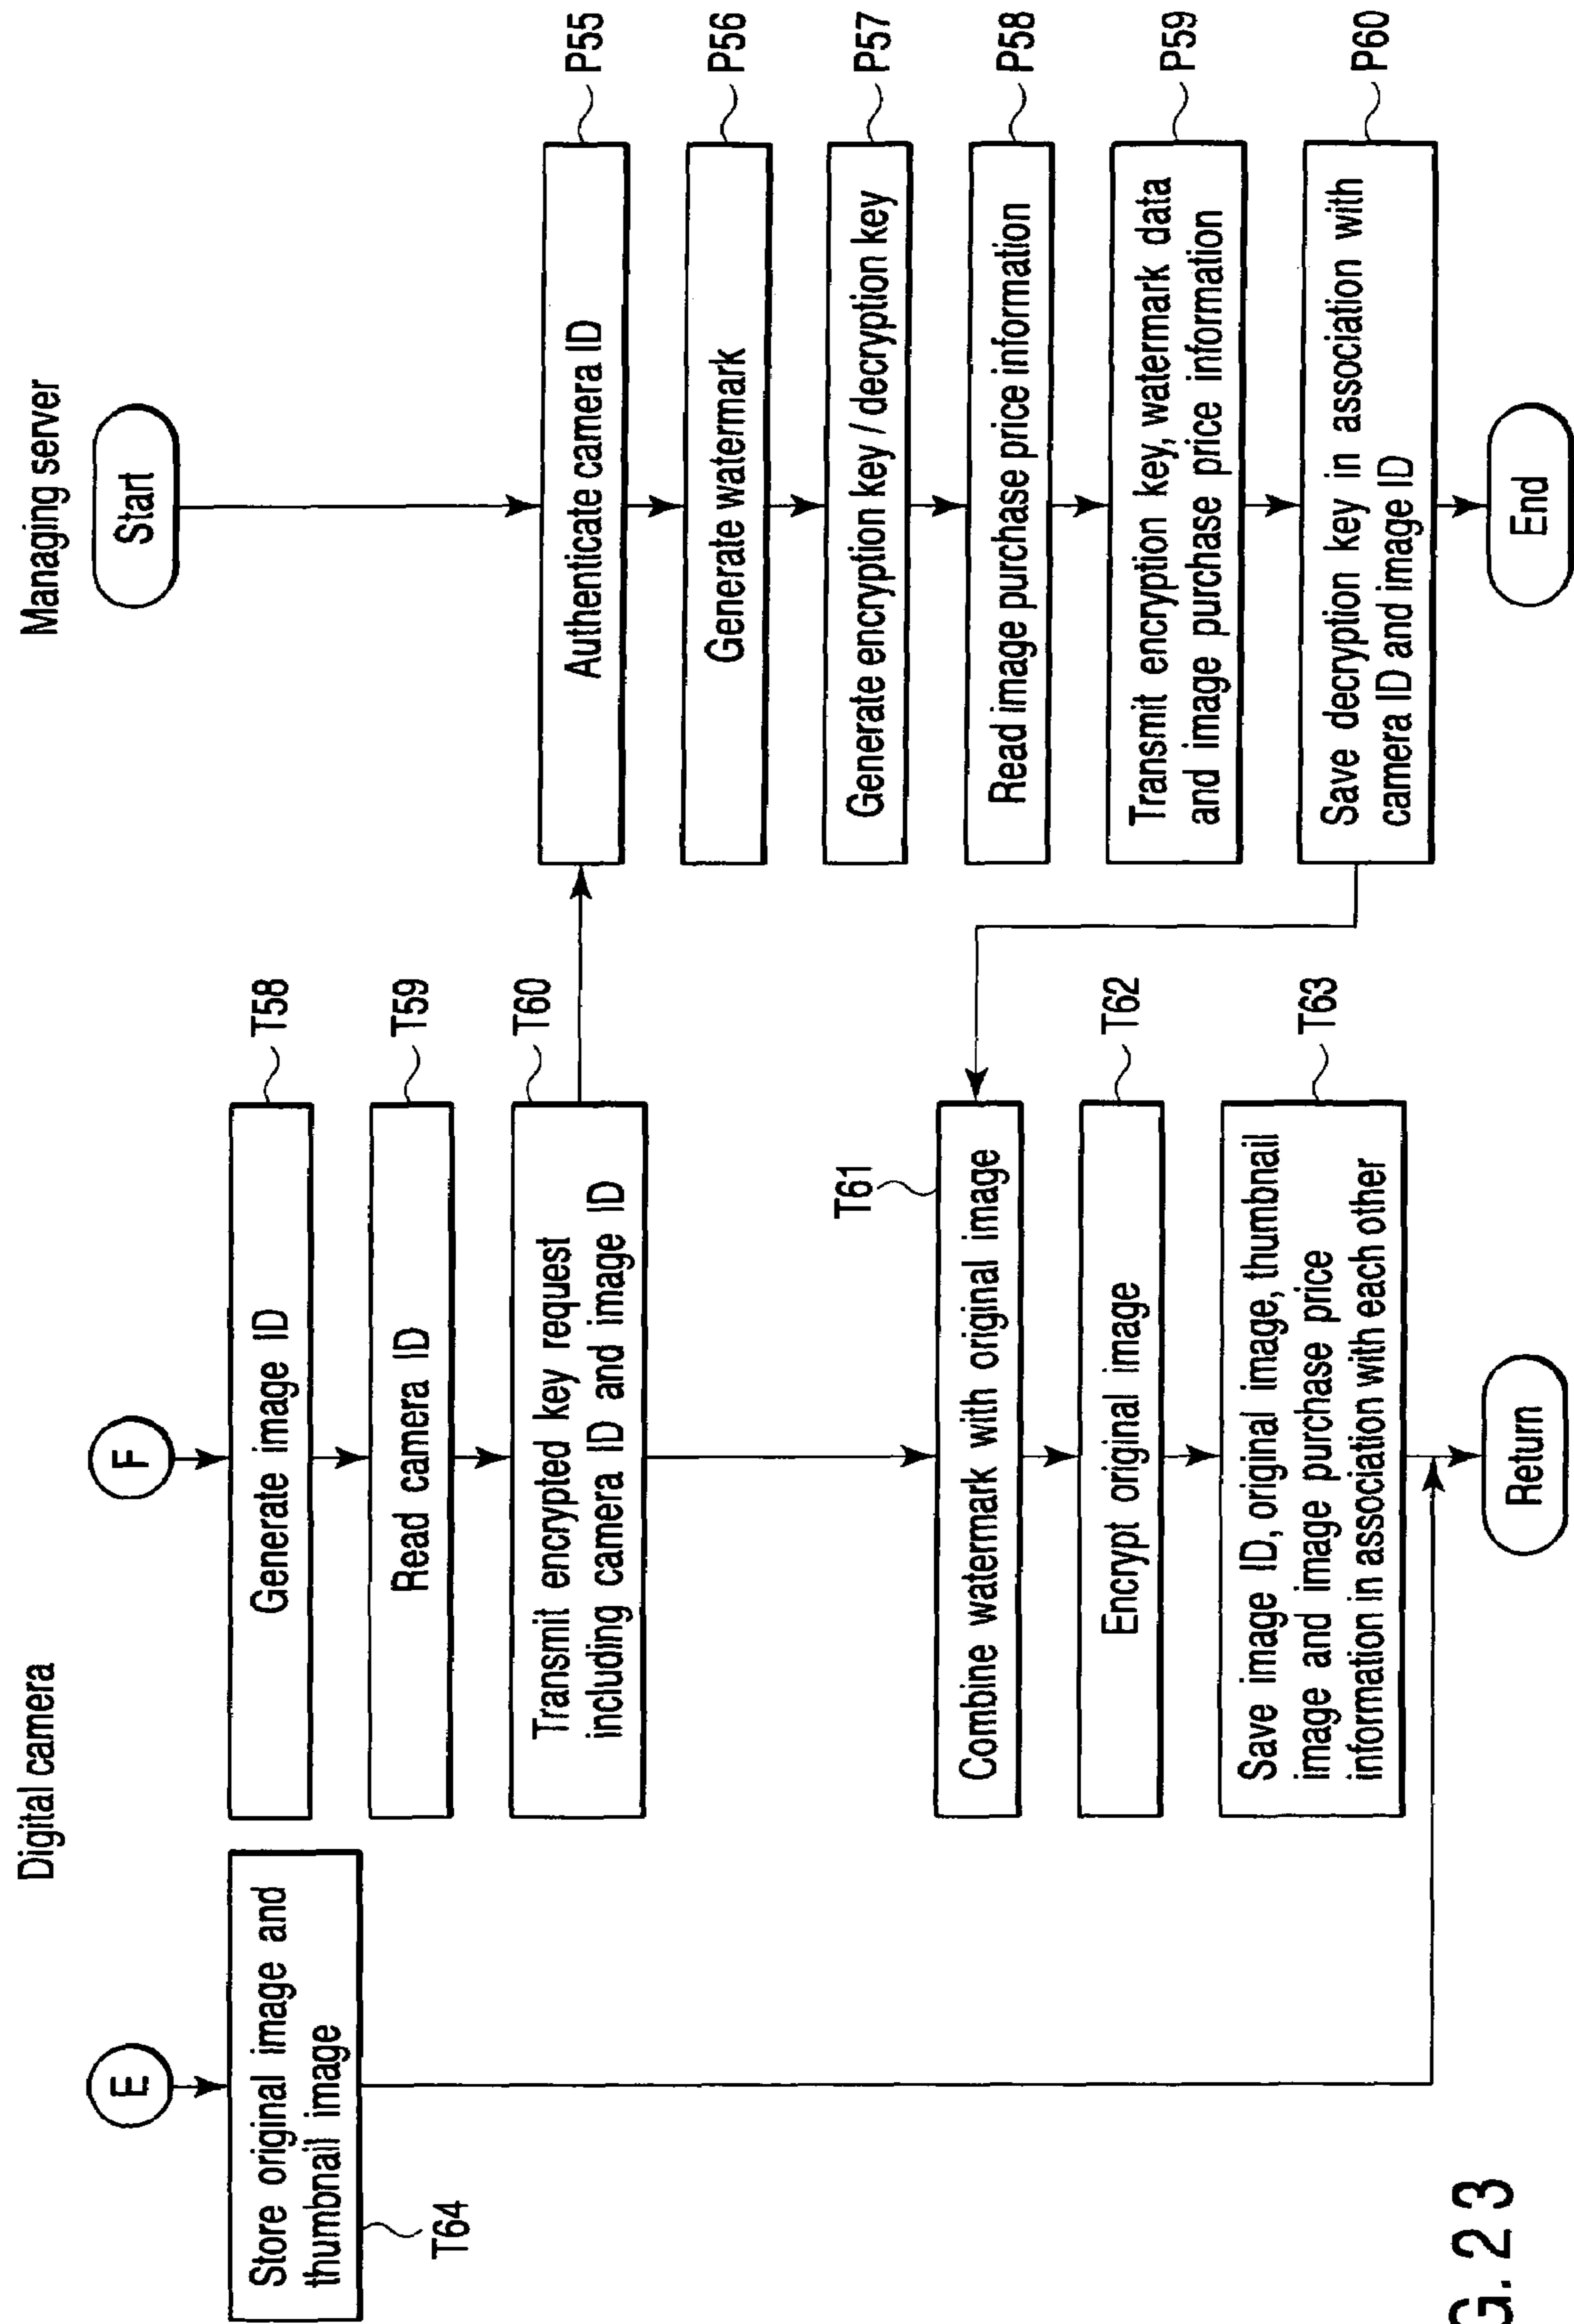 Digital camera
Managing server
E
Store original image and
thumbnail image
T64
F
Generate image ID
T58
Read camera ID
T59
Transmit encrypted key request
including camera ID and image ID
T60
T61
Combine watermark with original image
Encrypt original image
T62
Save image ID, original image, thumbnail
image and image purchase price
information in association with each other
T63
Return
Start
Authenticate camera ID
P55
Generate watermark
P56
Generate encryption key / decryption key
P57
Read image purchase price information
P58
Transmit encryption key, watermark data
and image purchase price information
P59
Save decryption key in association with
camera ID and image ID
P60
End
G. 23